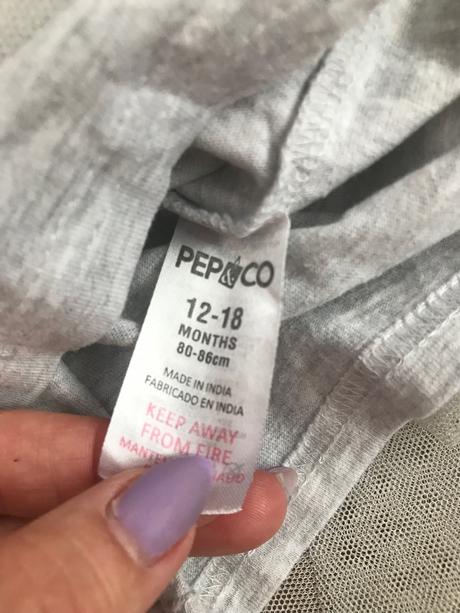 PEP&CO
12-18
MONTHS
80-86cm
MADE IN INDIA
FABRICADO EN INDIA
KEEP AWAY
FROM FIRE